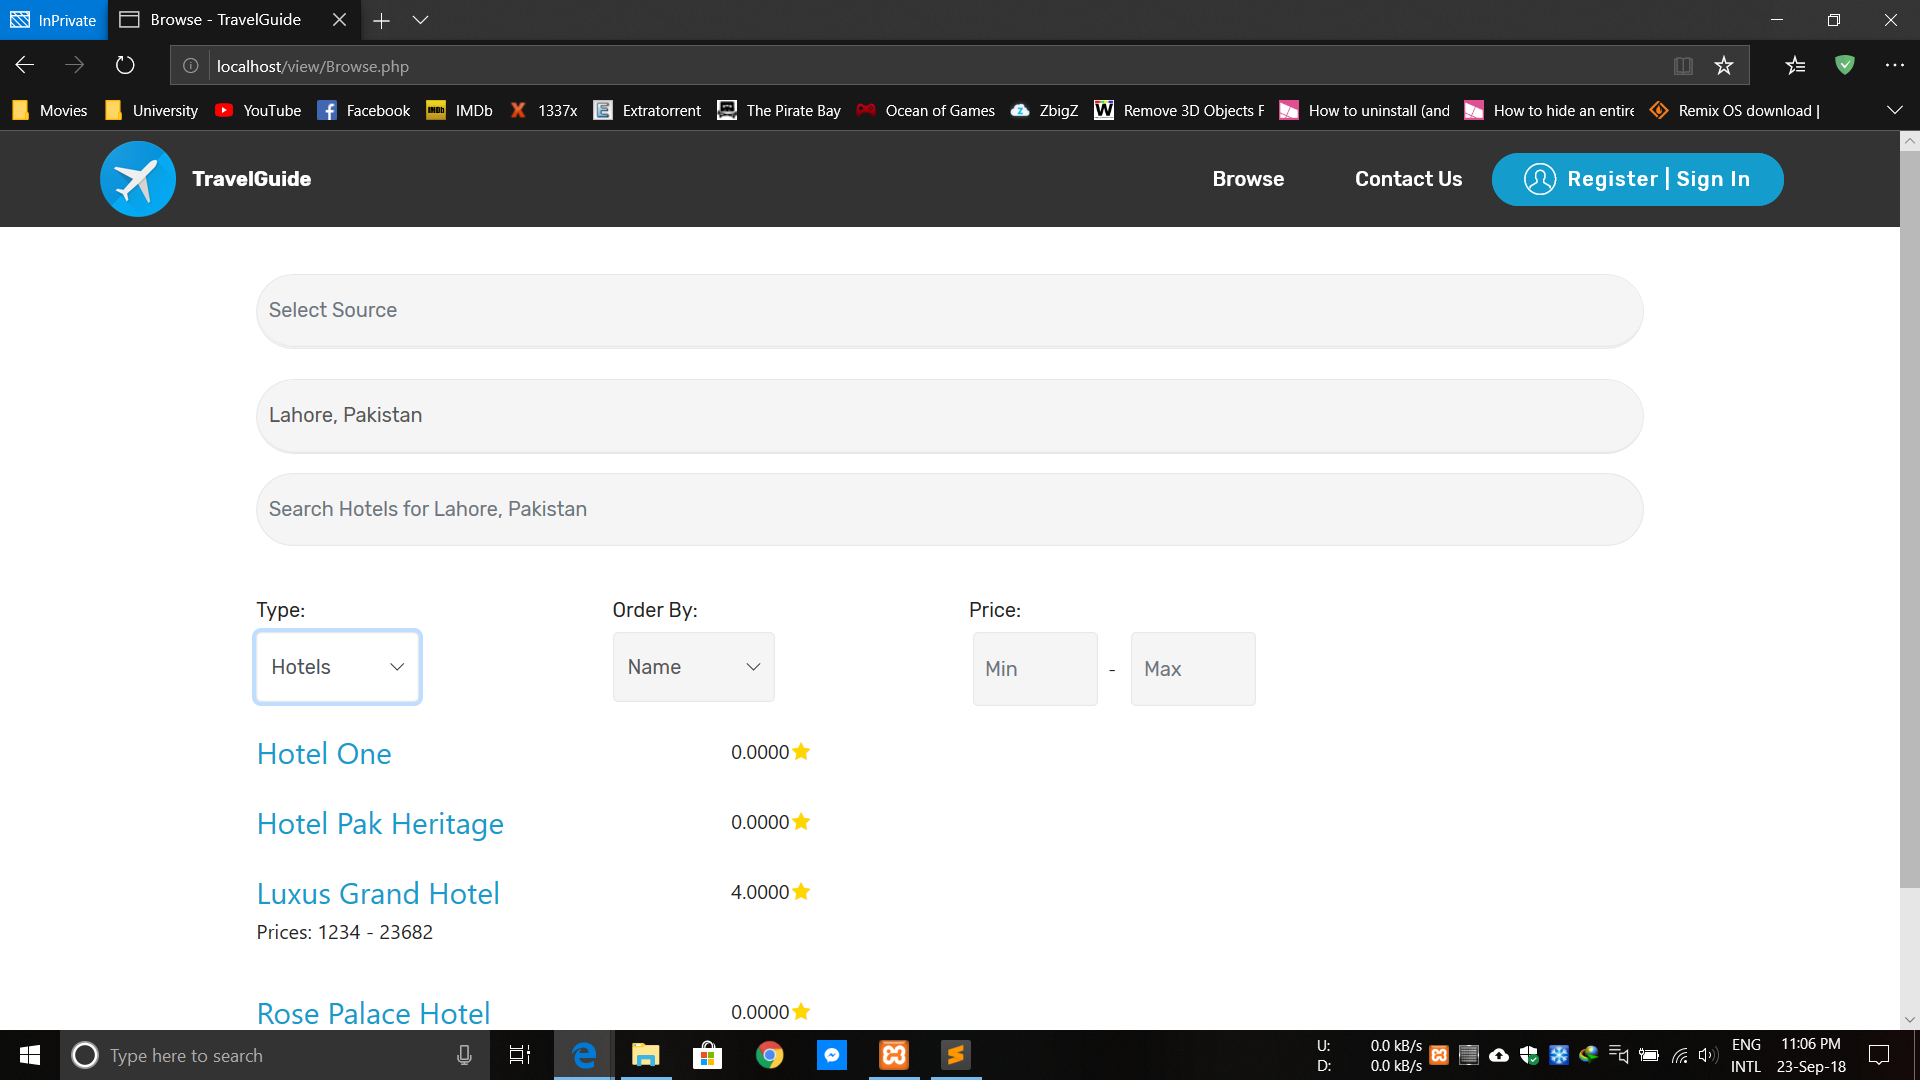 InPrivate
Browse - TravelGuide
localhost/view/Browse.php
Movies
University
YouTube
Facebook
IMDb
IMDb
1337x
Extratorrent
The Pirate Bay
Ocean of Games
ZbigZ
Remove 3D Objects F
How to uninstall (and
How to hide an entire
Remix OS download |
TravelGuide
Browse
Contact Us
Register | Sign In
Select Source
Lahore, Pakistan
Search Hotels for Lahore, Pakistan
Type:
Order By:
Price:
Hotels
Name
Min
-
Max
Hotel One
0.0000
Hotel Pak Heritage
0.0000
Luxus Grand Hotel
4.0000
Prices: 1234 - 23682
Rose Palace Hotel
0.0000
Type here to search
U: 0.0 kB/s
D: 0.0 kB/s
ENG
INTL
11:06 PM
23-Sep-18